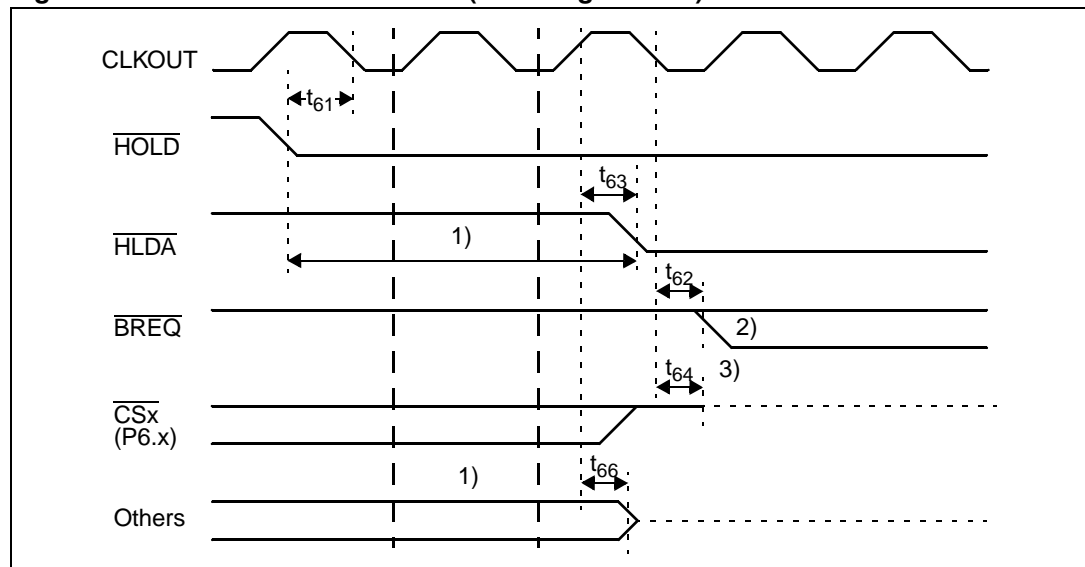 CLKOUT
t61
HOLD
t63
HLDA
1)
t62
BREQ
2)
t64
3)
CSx
(P6.x)
1)
t66
Others